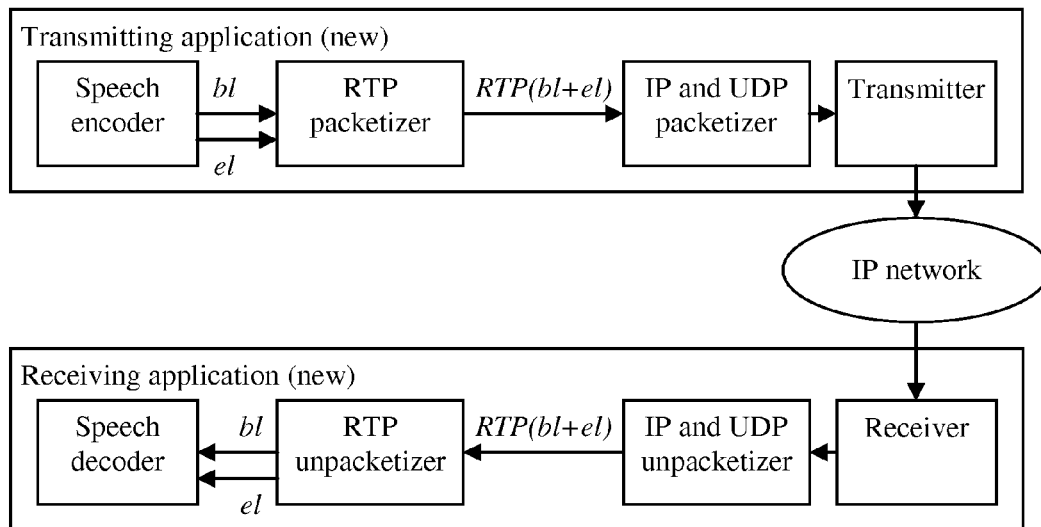 Transmitting application (new)
Speech
encoder
bl
el
RTP
packetizer
RTP(bl+el)
IP and UDP
packetizer
Transmitter
IP network
Receiving application (new)
Speech
decoder
bl
el
RTP
unpacketizer
RTP(bl+el)
IP and UDP
unpacketizer
Receiver